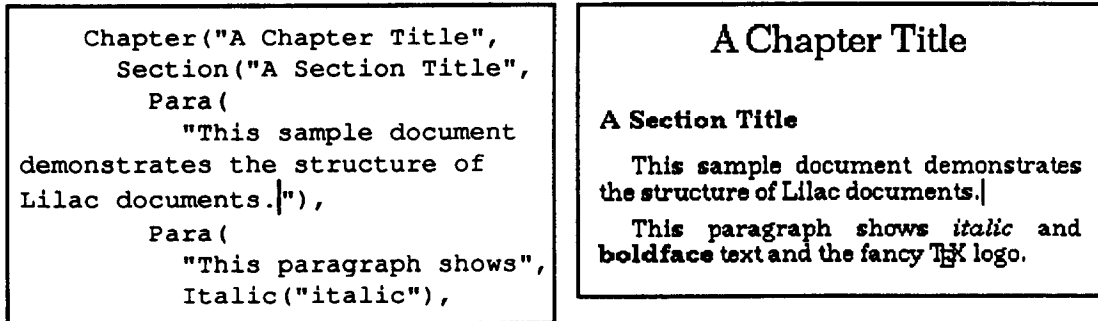 Chapter("A Chapter Title",
Section("A Section Title",
Para(
"This sample document
demonstrates the structure of
Lilac documents."),
Para(
"This paragraph shows",
Italic("italic"),
A Chapter Title
A Section Title
This sample document demonstrates
the structure of Lilac documents.
This paragraph shows italic and
boldface text and the fancy TEX logo.